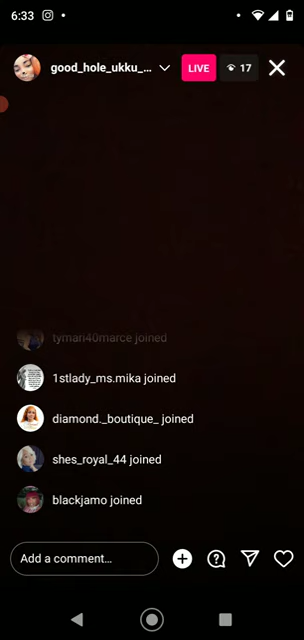 6:33
good_hole_ukku_...
LIVE
17
tymari40marce joined
1stlady_ms.mika joined
diamond._boutique_ joined
shes_royal_44 joined
blackjamo joined
Add a comment...